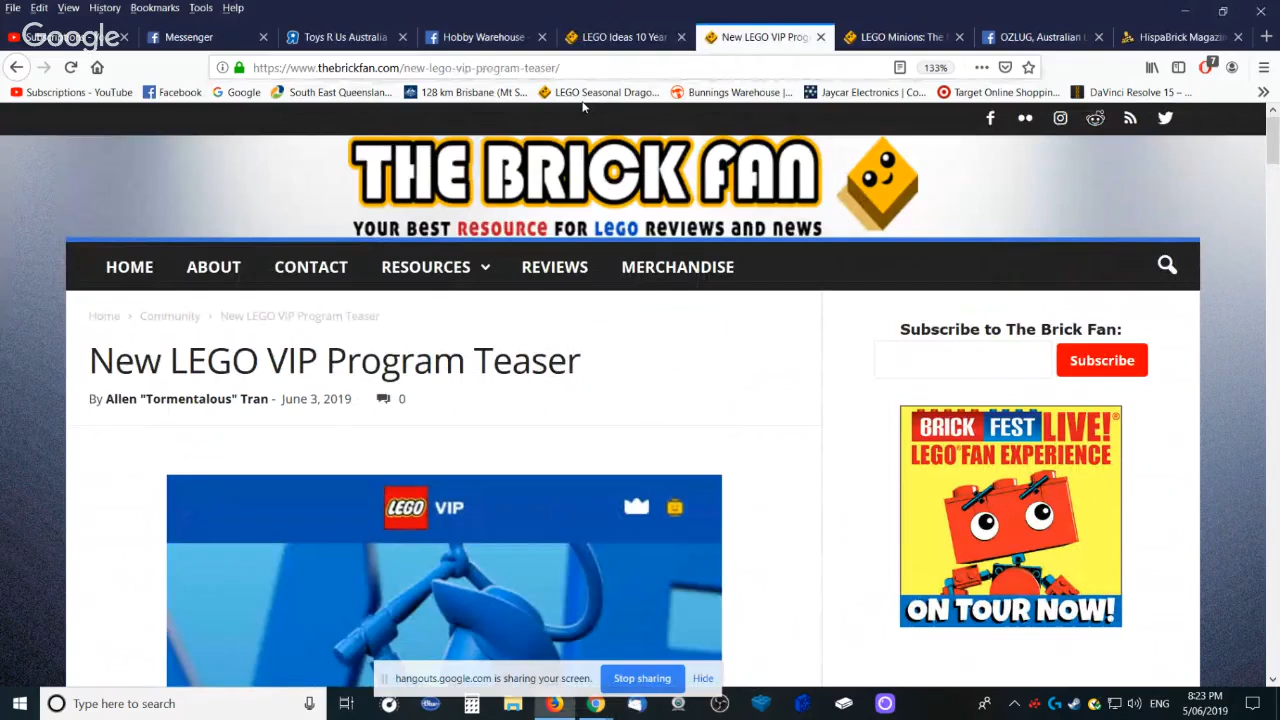 File Edit View History Bookmarks Tools Help
Google
Subscriptions -
Messenger
Toys R Us Australia
Hobby Warehouse -
LEGO Ideas 10 Year
New LEGO VIP Prog
LEGO Minions: The
OZLUG, Australian L
HispaBrick Magazin
https://www.thebrickfan.com/new-lego-vip-program-teaser/
133%
7
Subscriptions - YouTube
Facebook
Google
South East Queenslan...
128 km Brisbane (Mt S...
LEGO Seasonal Drago...
Bunnings Warehouse |...
Jaycar Electronics | Co...
Target Online Shoppin...
DaVinci Resolve 15 – ...
THE BRICK FAN
YOUR BEST RESOURCE FOR LEGO REVIEWS AND NEWS
HOME ABOUT CONTACT RESOURCES REVIEWS MERCHANDISE
Home › Community › New LEGO VIP Program Teaser
New LEGO VIP Program Teaser
By Allen "Tormentalous" Tran - June 3, 2019 0
Subscribe to The Brick Fan:
Subscribe
BRICK FEST LIVE!
LEGO® FAN EXPERIENCE
ON TOUR NOW!
LEGO VIP
hangouts.google.com is sharing your screen. Stop sharing Hide
Type here to search
ENG
8:23 PM
5/06/2019